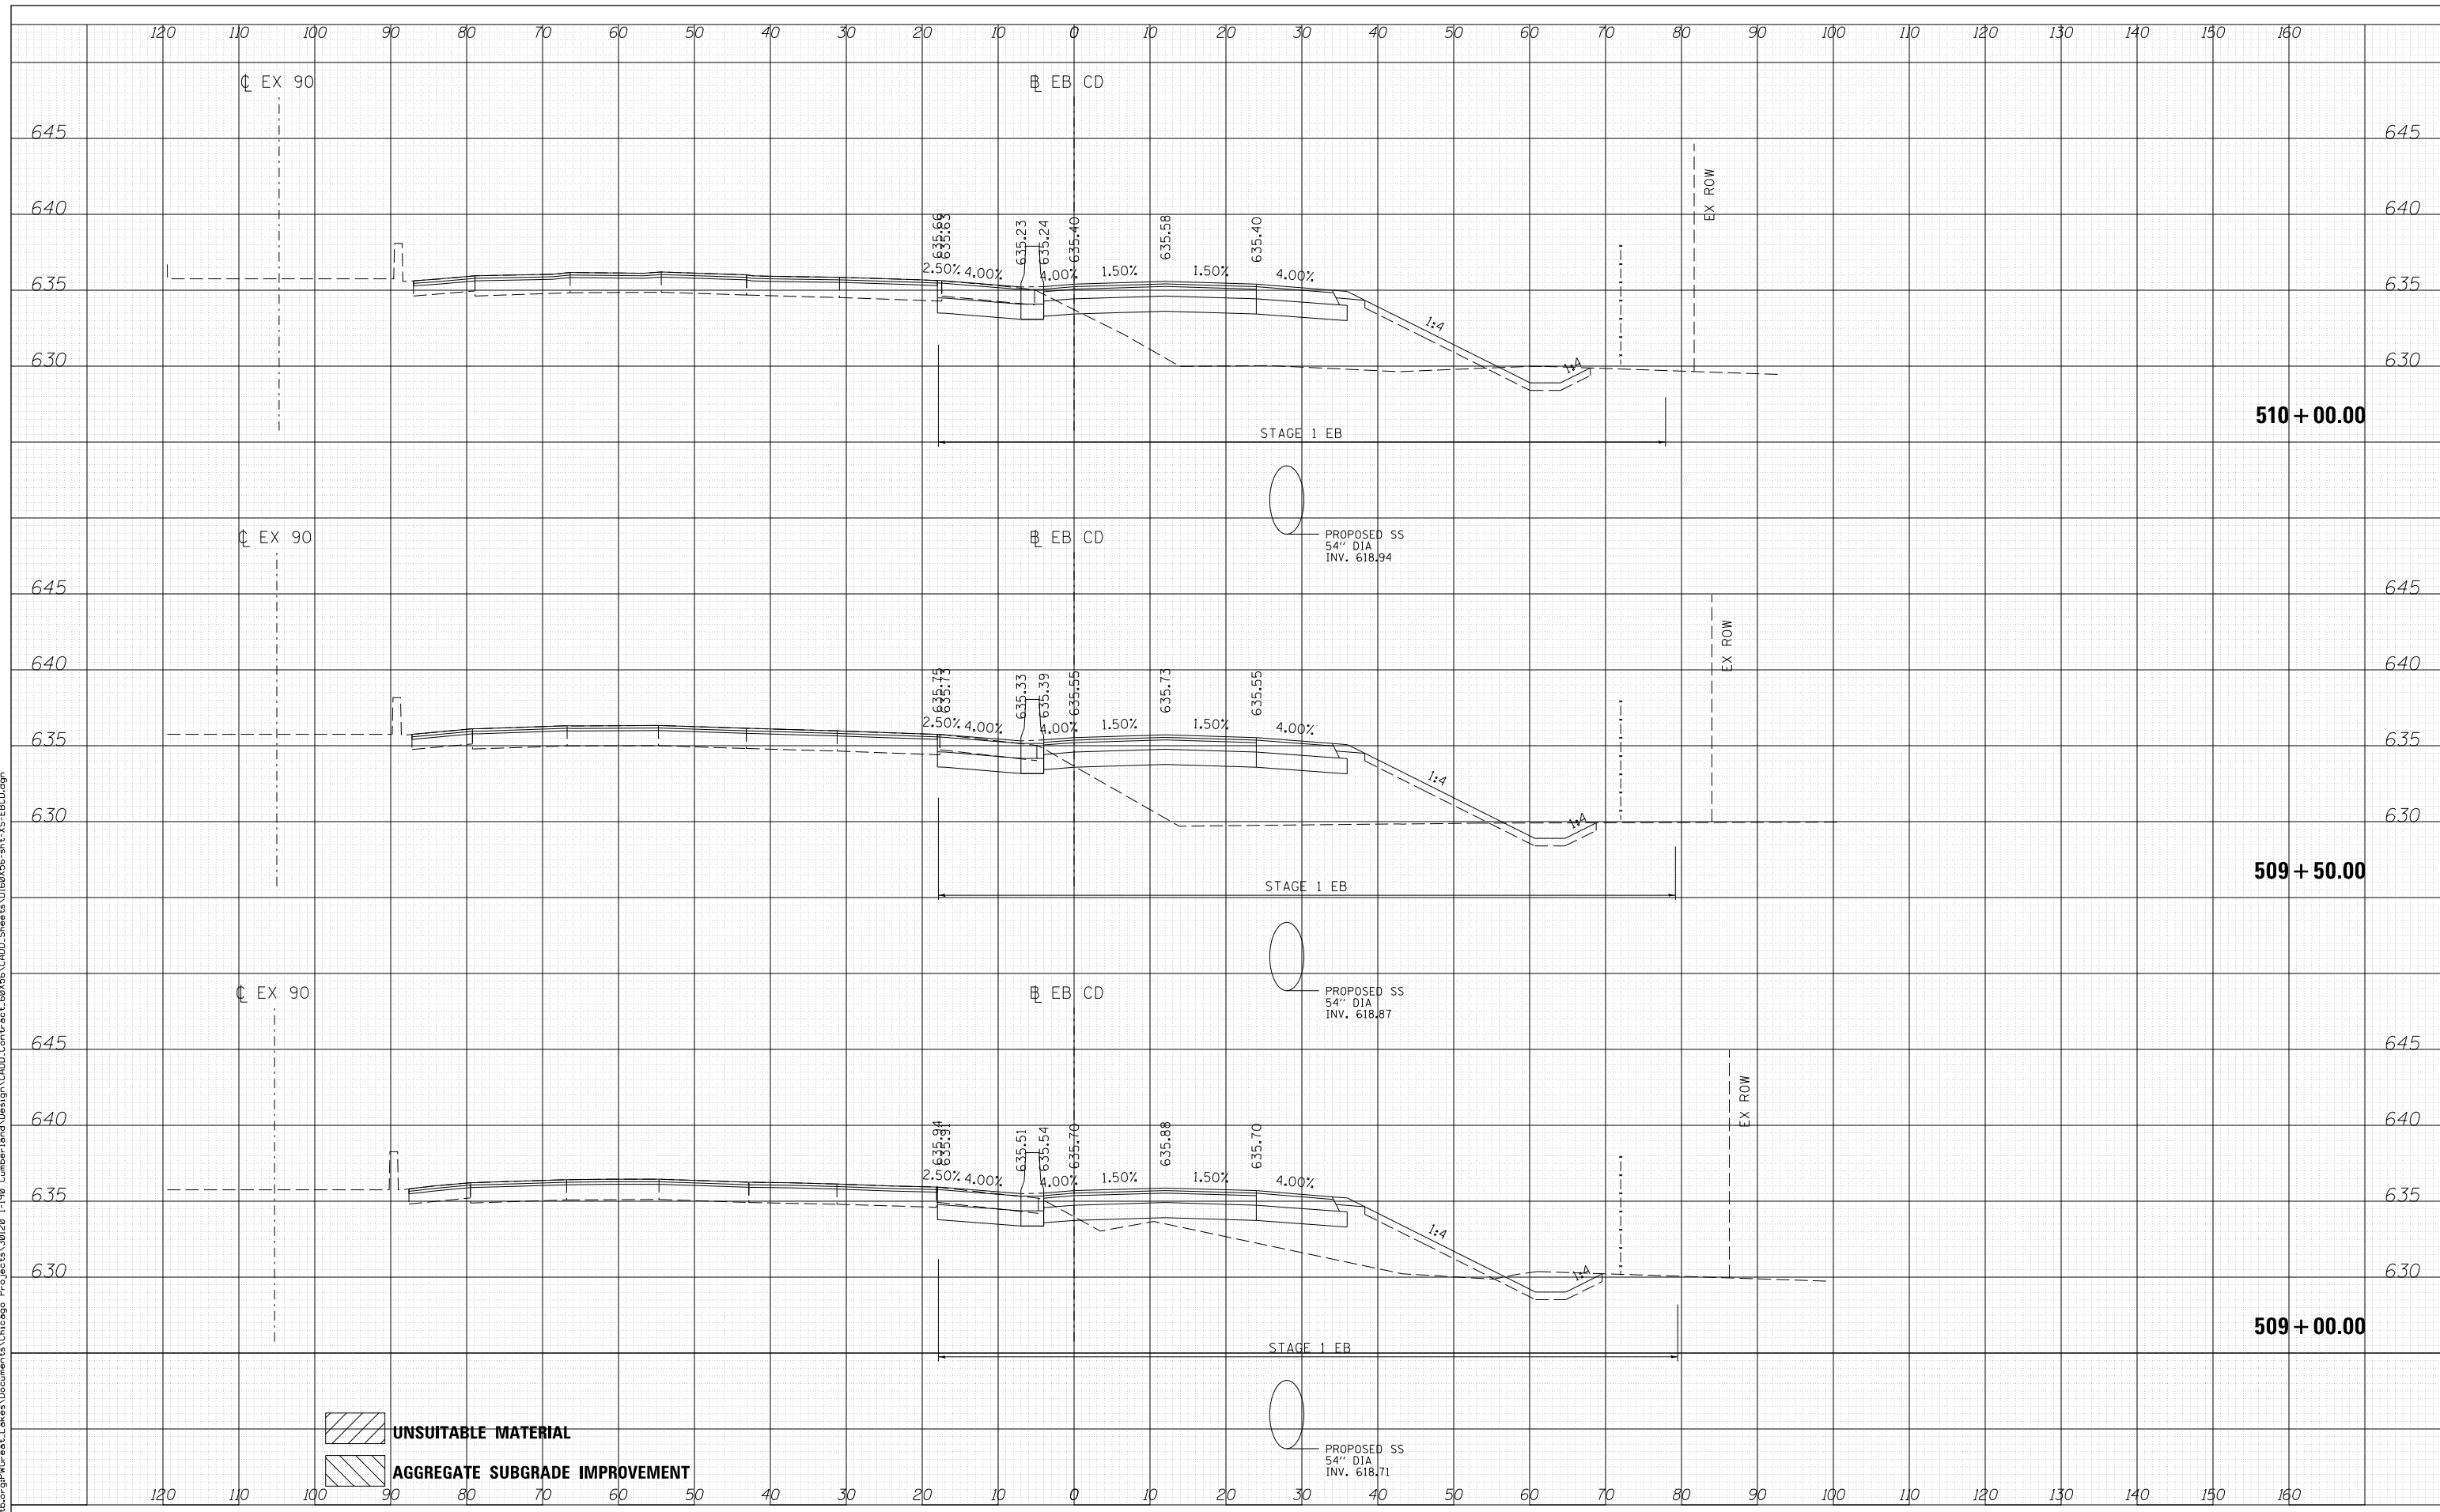 120 110 100 90 80 70 60 50 40 30 20 10 0 10 20 30 40 50 60 70 80 90 100 110 120 130 140 150 160
℄ EX 90
BL EB CD
645 645
640 640
635 635
630 630
635.66
635.63
635.23
635.24
635.40
635.58
635.40
2.50% 4.00% 4.00% 1.50% 1.50% 4.00%
1:4
1:4
EX ROW
STAGE 1 EB
510+00.00
PROPOSED SS
54'' DIA
INV. 618.94
℄ EX 90
BL EB CD
645 645
640 640
635 635
630 630
635.75
635.73
635.33
635.39
635.55
635.73
635.55
2.50% 4.00% 4.00% 1.50% 1.50% 4.00%
1:4
1:4
EX ROW
STAGE 1 EB
509+50.00
PROPOSED SS
54'' DIA
INV. 618.87
℄ EX 90
BL EB CD
645 645
640 640
635 635
630 630
635.94
635.91
635.51
635.54
635.70
635.88
635.70
2.50% 4.00% 4.00% 1.50% 1.50% 4.00%
1:4
1:4
EX ROW
STAGE 1 EB
509+00.00
PROPOSED SS
54'' DIA
INV. 618.71
UNSUITABLE MATERIAL
AGGREGATE SUBGRADE IMPROVEMENT
120 110 100 90 80 70 60 50 40 30 20 10 0 10 20 30 40 50 60 70 80 90 100 110 120 130 140 150 160